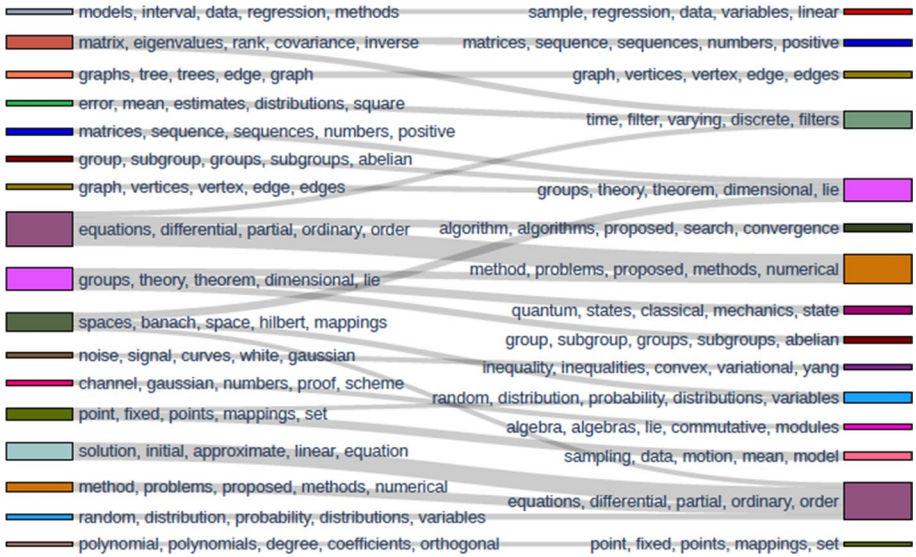 models, interval, data, regression, methods
matrix, eigenvalues, rank, covariance, inverse
graphs, tree, trees, edge, graph
error, mean, estimates, distributions, square
matrices, sequence, sequences, numbers, positive
group, subgroup, groups, subgroups, abelian
graph, vertices, vertex, edge, edges
equations, differential, partial, ordinary, order
groups, theory, theorem, dimensional, lie
spaces, banach, space, hilbert, mappings
noise, signal, curves, white, gaussian
channel, gaussian, numbers, proof, scheme
point, fixed, points, mappings, set
solution, initial, approximate, linear, equation
method, problems, proposed, methods, numerical
random, distribution, probability, distributions, variables
polynomial, polynomials, degree, coefficients, orthogonal
sample, regression, data, variables, linear
matrices, sequence, sequences, numbers, positive
graph, vertices, vertex, edge, edges
time, filter, varying, discrete, filters
groups, theory, theorem, dimensional, lie
algorithm, algorithms, proposed, search, convergence
method, problems, proposed, methods, numerical
quantum, states, classical, mechanics, state
group, subgroup, groups, subgroups, abelian
inequality, inequalities, convex, variational, yang
random, distribution, probability, distributions, variables
algebra, algebras, lie, commutative, modules
sampling, data, motion, mean, model
equations, differential, partial, ordinary, order
point, fixed, points, mappings, set